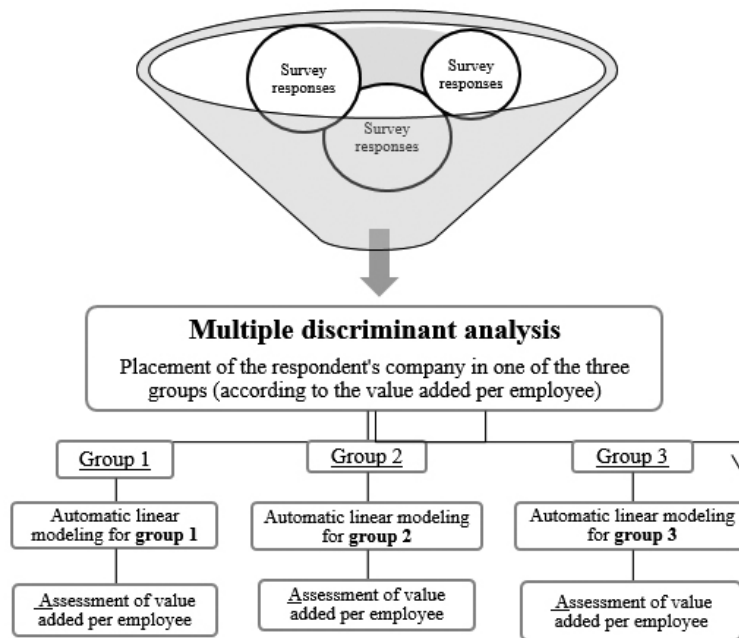 Survey
responses
Survey
responses
Survey
responses
Multiple discriminant analysis
Placement of the respondent's company in one of the three
groups (according to the value added per employee)
Group 1
Group 2
Group 3
Automatic linear
modeling for group 1
Automatic linear modeling
for group 2
Automatic linear modeling
for group 3
Assessment of value
added per employee
Assessment of value
added per employee
Assessment of value
added per employee